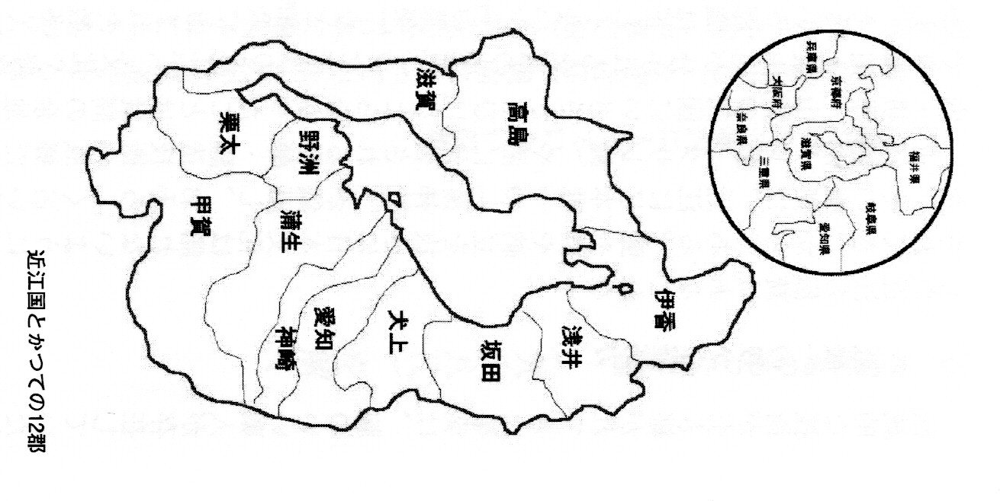 福井県
岐阜県
京都府
愛知県
兵庫県
滋賀県
大阪府
三重県
奈良県
伊香
浅井
高島
坂田
滋賀
犬上
愛知
野洲
蒲生
神崎
栗太
甲賀
近江国とかつての12郡